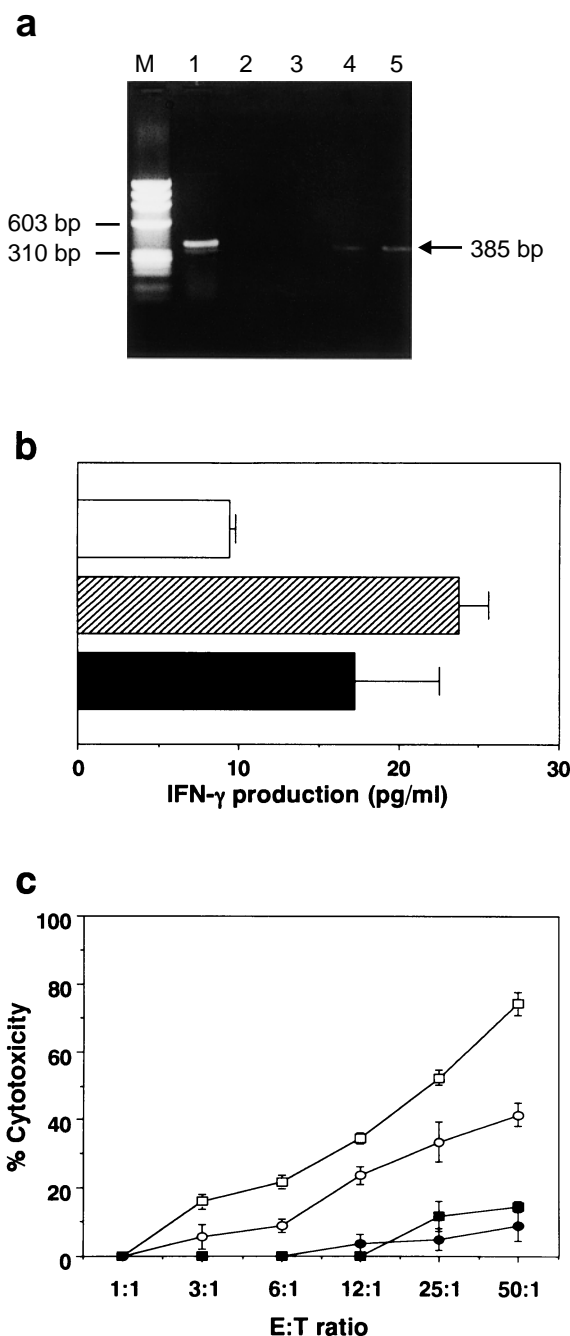 a
M 1 2 3 4 5
603 bp
310 bp
385 bp
b
0 10 20 30
IFN-γ production (pg/ml)
c
100
80
60
40
20
0
% Cytotoxicity
1:1 3:1 6:1 12:1 25:1 50:1
E:T ratio